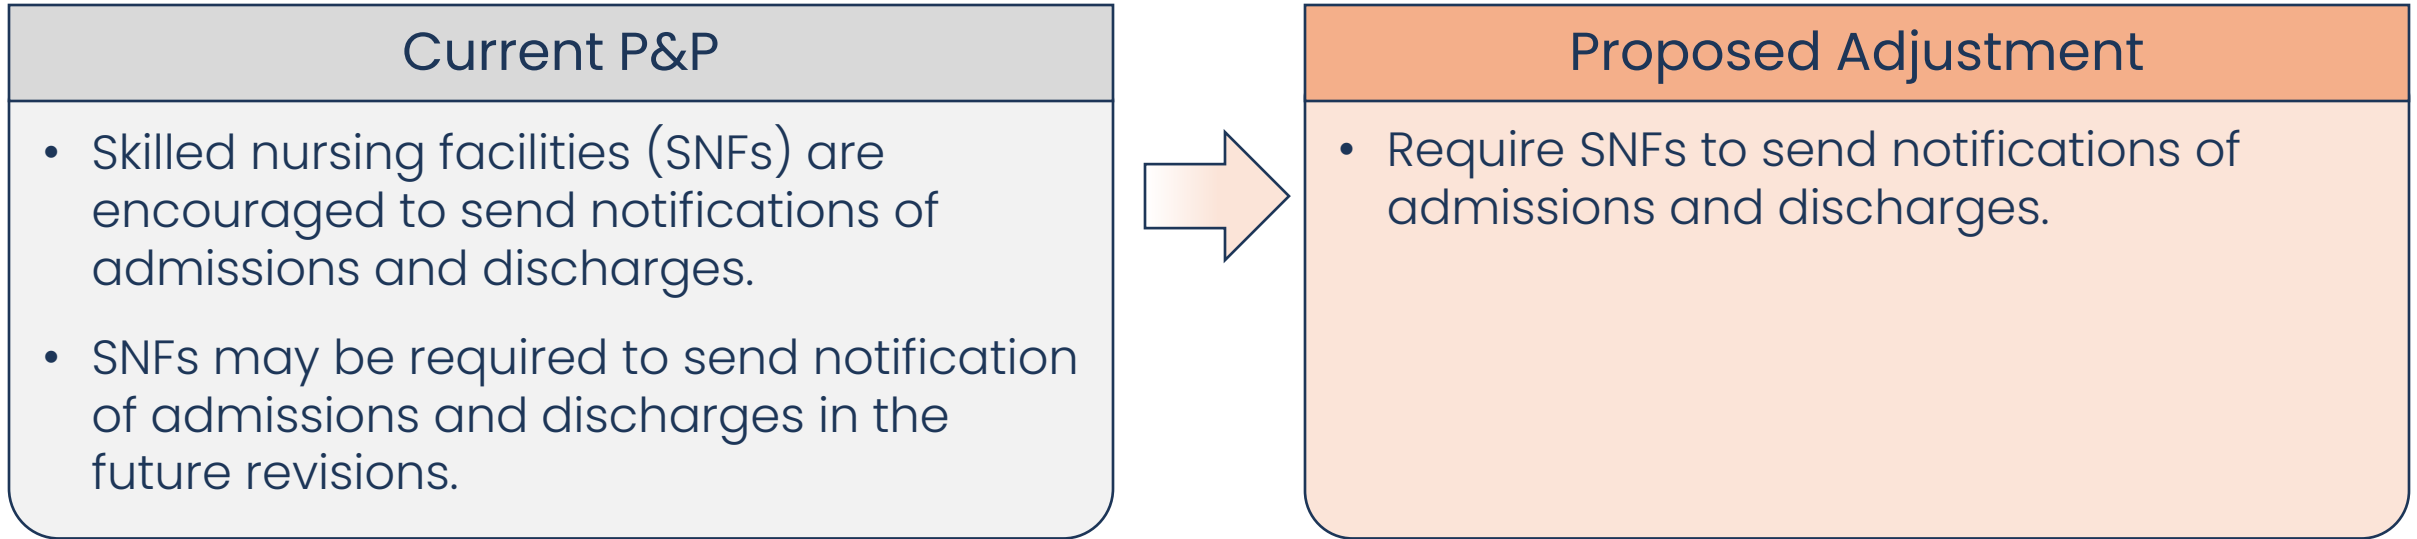 Current P&P
• Skilled nursing facilities (SNFs) are
encouraged to send notifications of
admissions and discharges.
• SNFs may be required to send notification
of admissions and discharges in the
future revisions.
Proposed Adjustment
• Require SNFs to send notifications of
admissions and discharges.